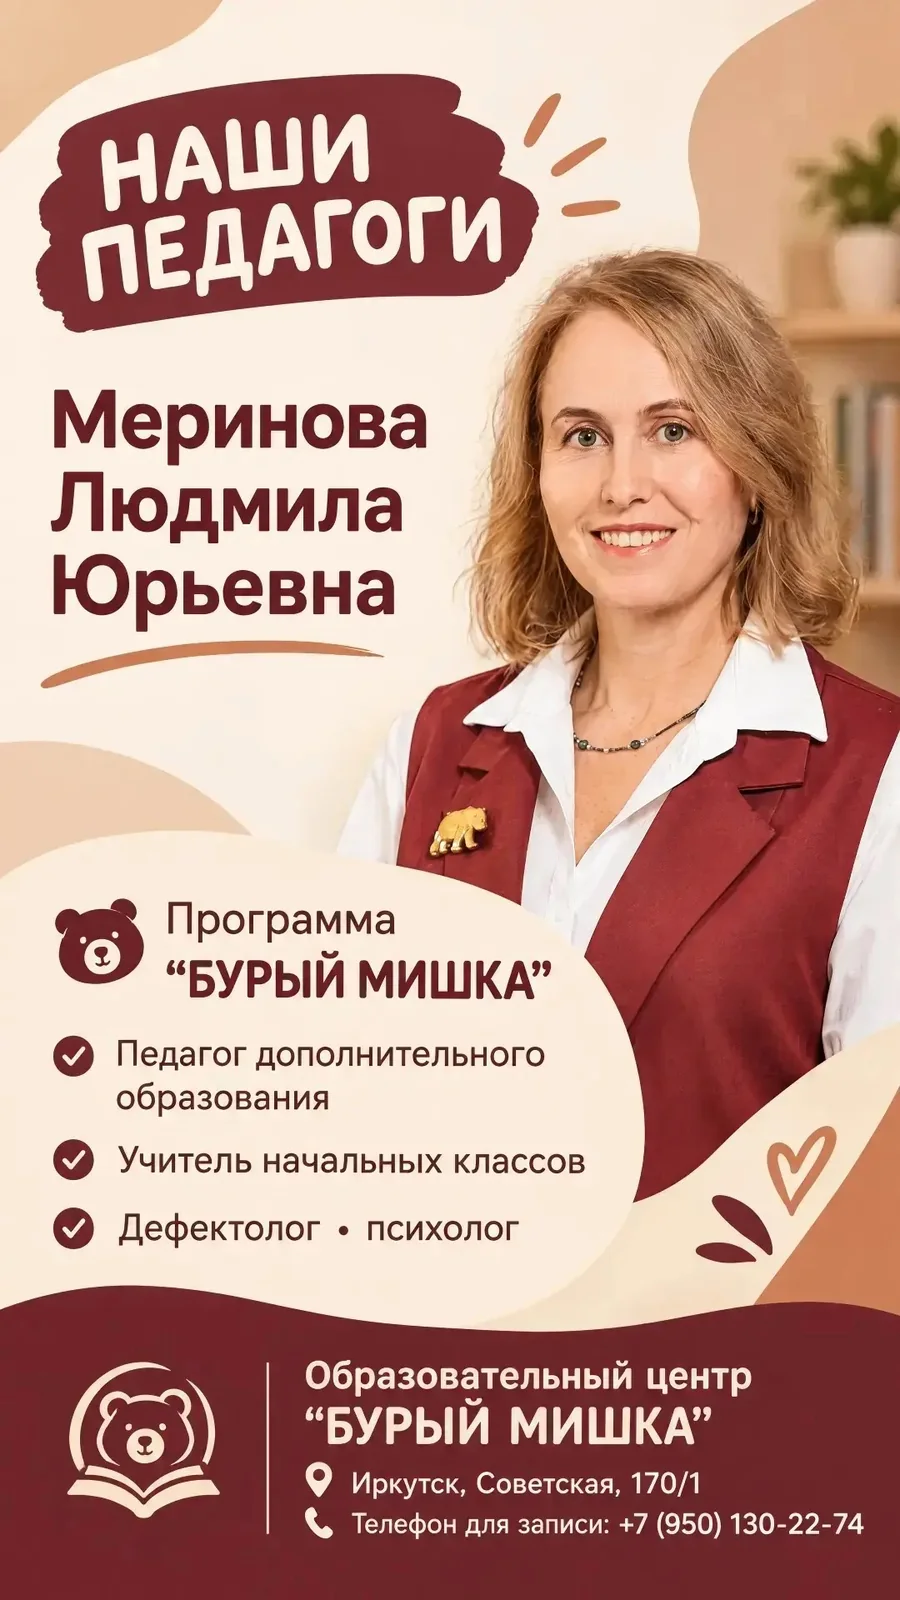 НАШИ
ПЕДАГОГИ
Меринова
Людмила
Юрьевна
Программа
“БУРЫЙ МИШКА”
Педагог дополнительного
образования
Учитель начальных классов
Дефектолог • психолог
Образовательный центр
“БУРЫЙ МИШКА”
Иркутск, Советская, 170/1
Телефон для записи: +7 (950) 130-22-74